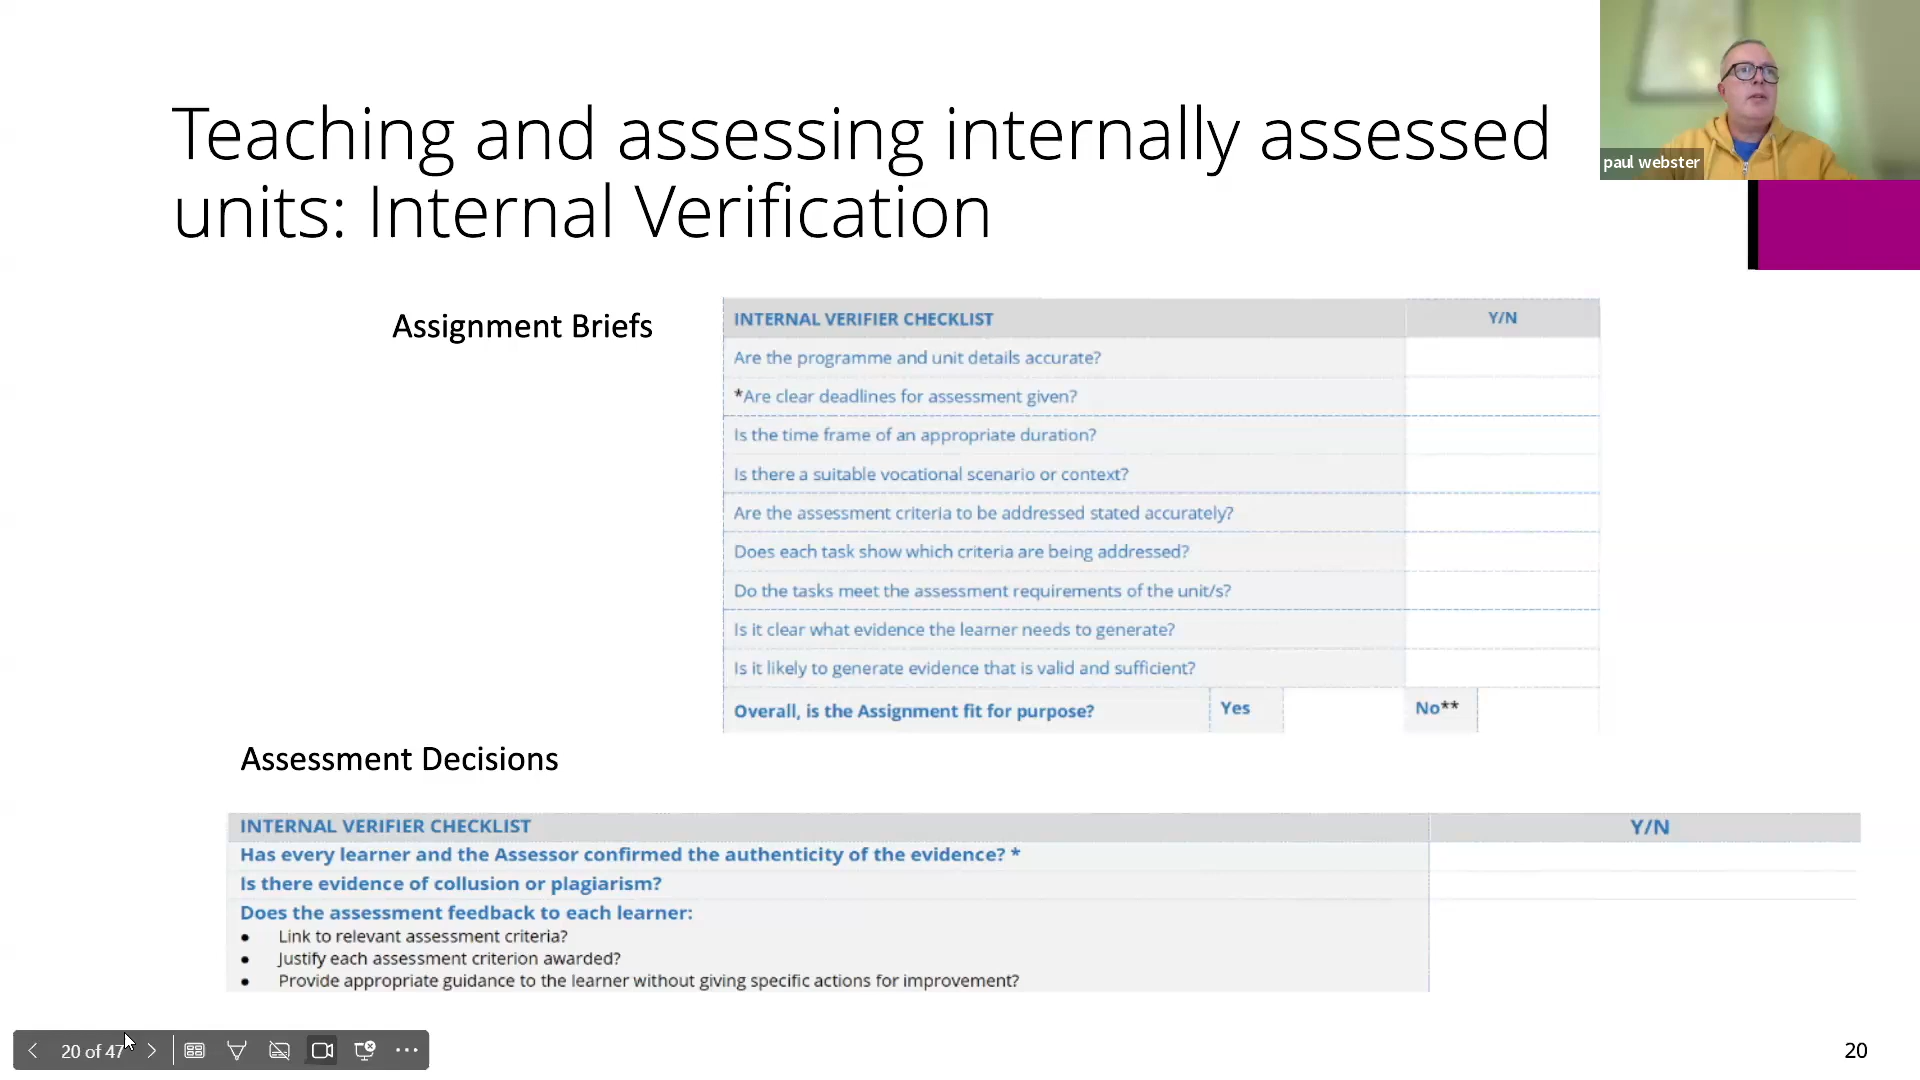 Teaching and assessing internally assessed
units: Internal Verification
paul webster
Assignment Briefs
INTERNAL VERIFIER CHECKLIST Y/N
Are the programme and unit details accurate?
*Are clear deadlines for assessment given?
Is the time frame of an appropriate duration?
Is there a suitable vocational scenario or context?
Are the assessment criteria to be addressed stated accurately?
Does each task show which criteria are being addressed?
Do the tasks meet the assessment requirements of the unit/s?
Is it clear what evidence the learner needs to generate?
Is it likely to generate evidence that is valid and sufficient?
Overall, is the Assignment fit for purpose? Yes No**
Assessment Decisions
INTERNAL VERIFIER CHECKLIST Y/N
Has every learner and the Assessor confirmed the authenticity of the evidence? *
Is there evidence of collusion or plagiarism?
Does the assessment feedback to each learner:
• Link to relevant assessment criteria?
• Justify each assessment criterion awarded?
• Provide appropriate guidance to the learner without giving specific actions for improvement?
20 of 47
20